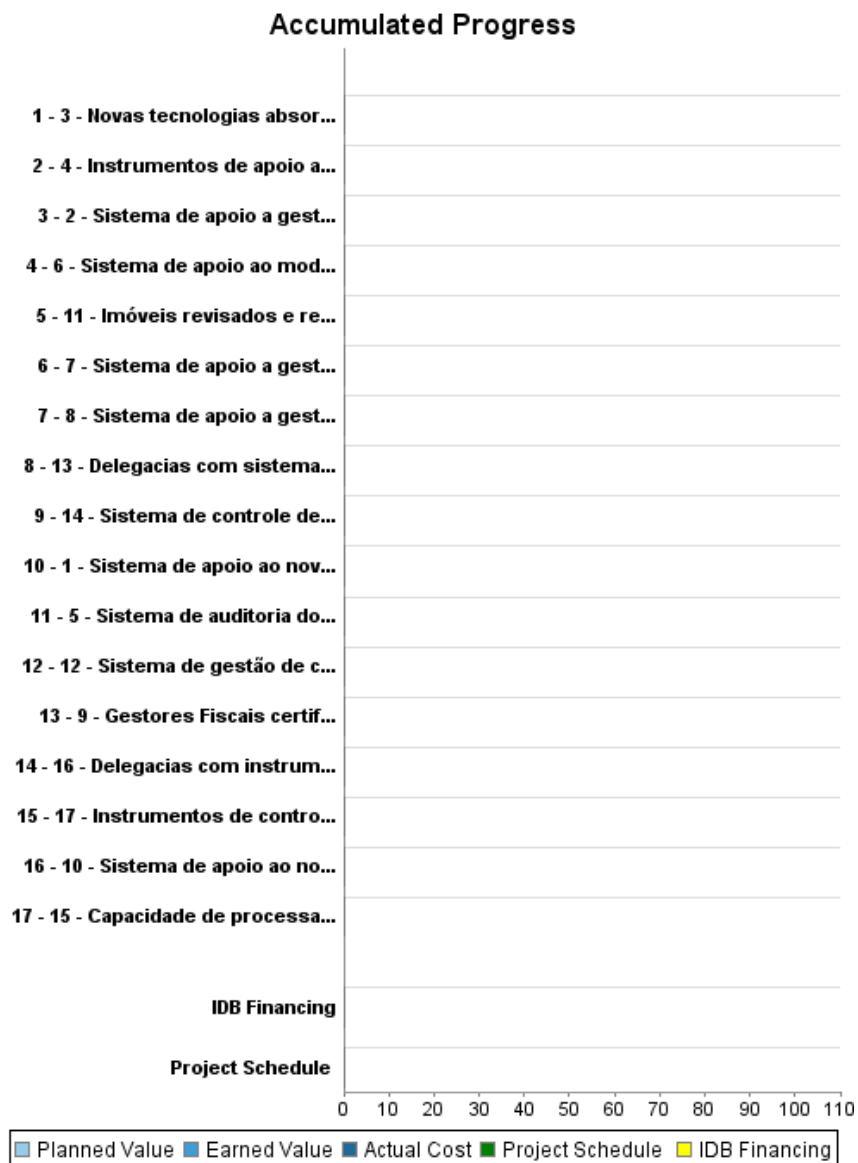 Accumulated Progress
1 - 3 - Novas tecnologias absor...
2 - 4 - Instrumentos de apoio a...
3 - 2 - Sistema de apoio a gest...
4 - 6 - Sistema de apoio ao mod...
5 - 11 - Imóveis revisados e re...
6 - 7 - Sistema de apoio a gest...
7 - 8 - Sistema de apoio a gest...
8 - 13 - Delegacias com sistema...
9 - 14 - Sistema de controle de...
10 - 1 - Sistema de apoio ao nov...
11 - 5 - Sistema de auditoria do...
12 - 12 - Sistema de gestão de c...
13 - 9 - Gestores Fiscais certif...
14 - 16 - Delegacias com instrum...
15 - 17 - Instrumentos de contro...
16 - 10 - Sistema de apoio ao no...
17 - 15 - Capacidade de processa...
IDB Financing
Project Schedule
0 10 20 30 40 50 60 70 80 90 100 110
Planned Value Earned Value Actual Cost Project Schedule IDB Financing